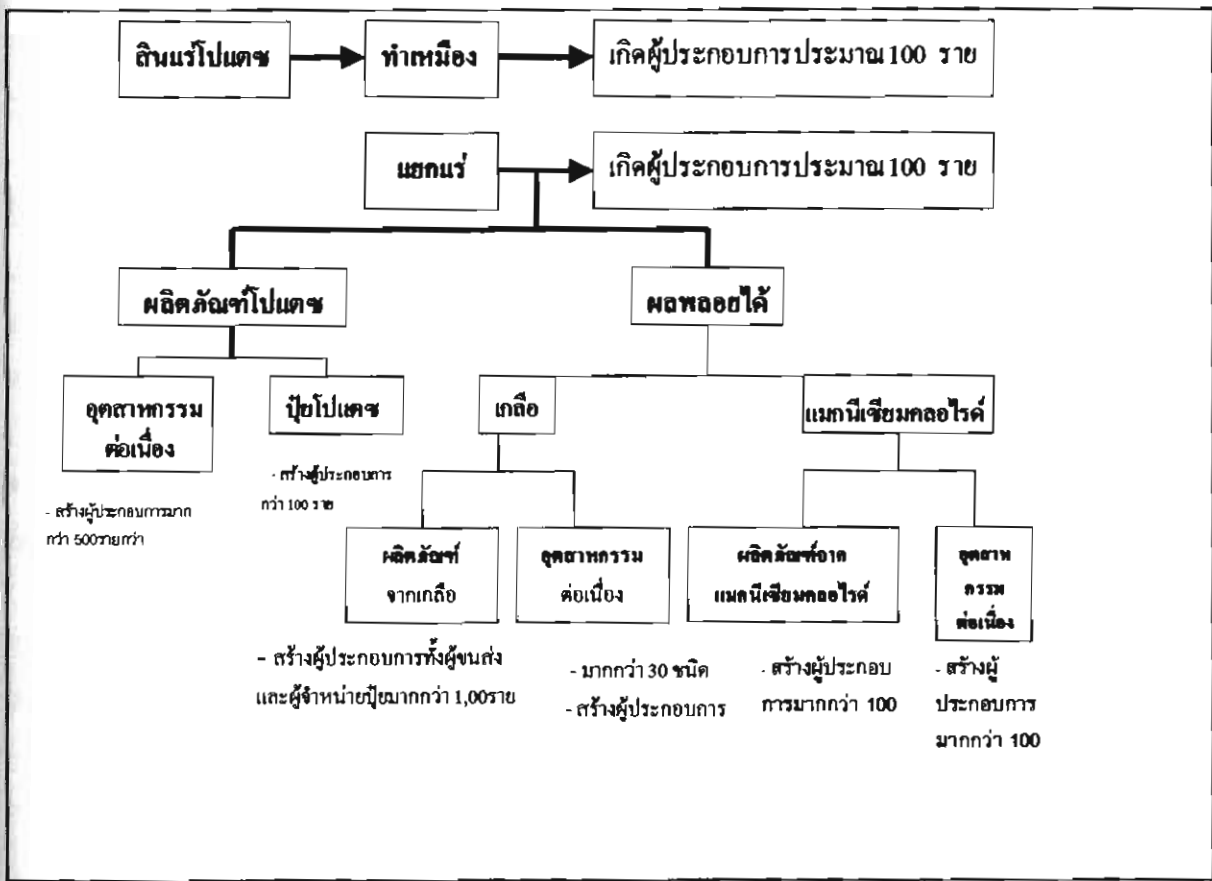 สินแร่โปแตซ
ทำเหมือง
เกิดผู้ประกอบการประมาณ 100 ราย
แยกแร่
เกิดผู้ประกอบการประมาณ 100 ราย
ผลิตภัณฑ์โปแตซ
ผลพลอยได้
อุตสาหกรรม
ต่อเนื่อง
ปุ๋ยโปแตซ
เกลือ
แมกนีเซียมคลอไรด์
- สร้างผู้ประกอบการมาก
กว่า 500รายกว่า
- สร้างผู้ประกอบการ
กว่า 100 ราย
ผลิตภัณฑ์
จากเกลือ
อุตสาหกรรม
ต่อเนื่อง
ผลิตภัณฑ์จาก
แมกนีเซียมคลอไรด์
อุตสาห
กรรม
ต่อเนื่อง
- สร้างผู้ประกอบการทั้งผู้ขนส่ง
และผู้จำหน่ายปุ๋ยมากกว่า 1,00ราย
- มากกว่า 30 ชนิด
- สร้างผู้ประกอบการ
- สร้างผู้ประกอบ
การมากกว่า 100
- สร้างผู้
ประกอบการ
มากกว่า 100